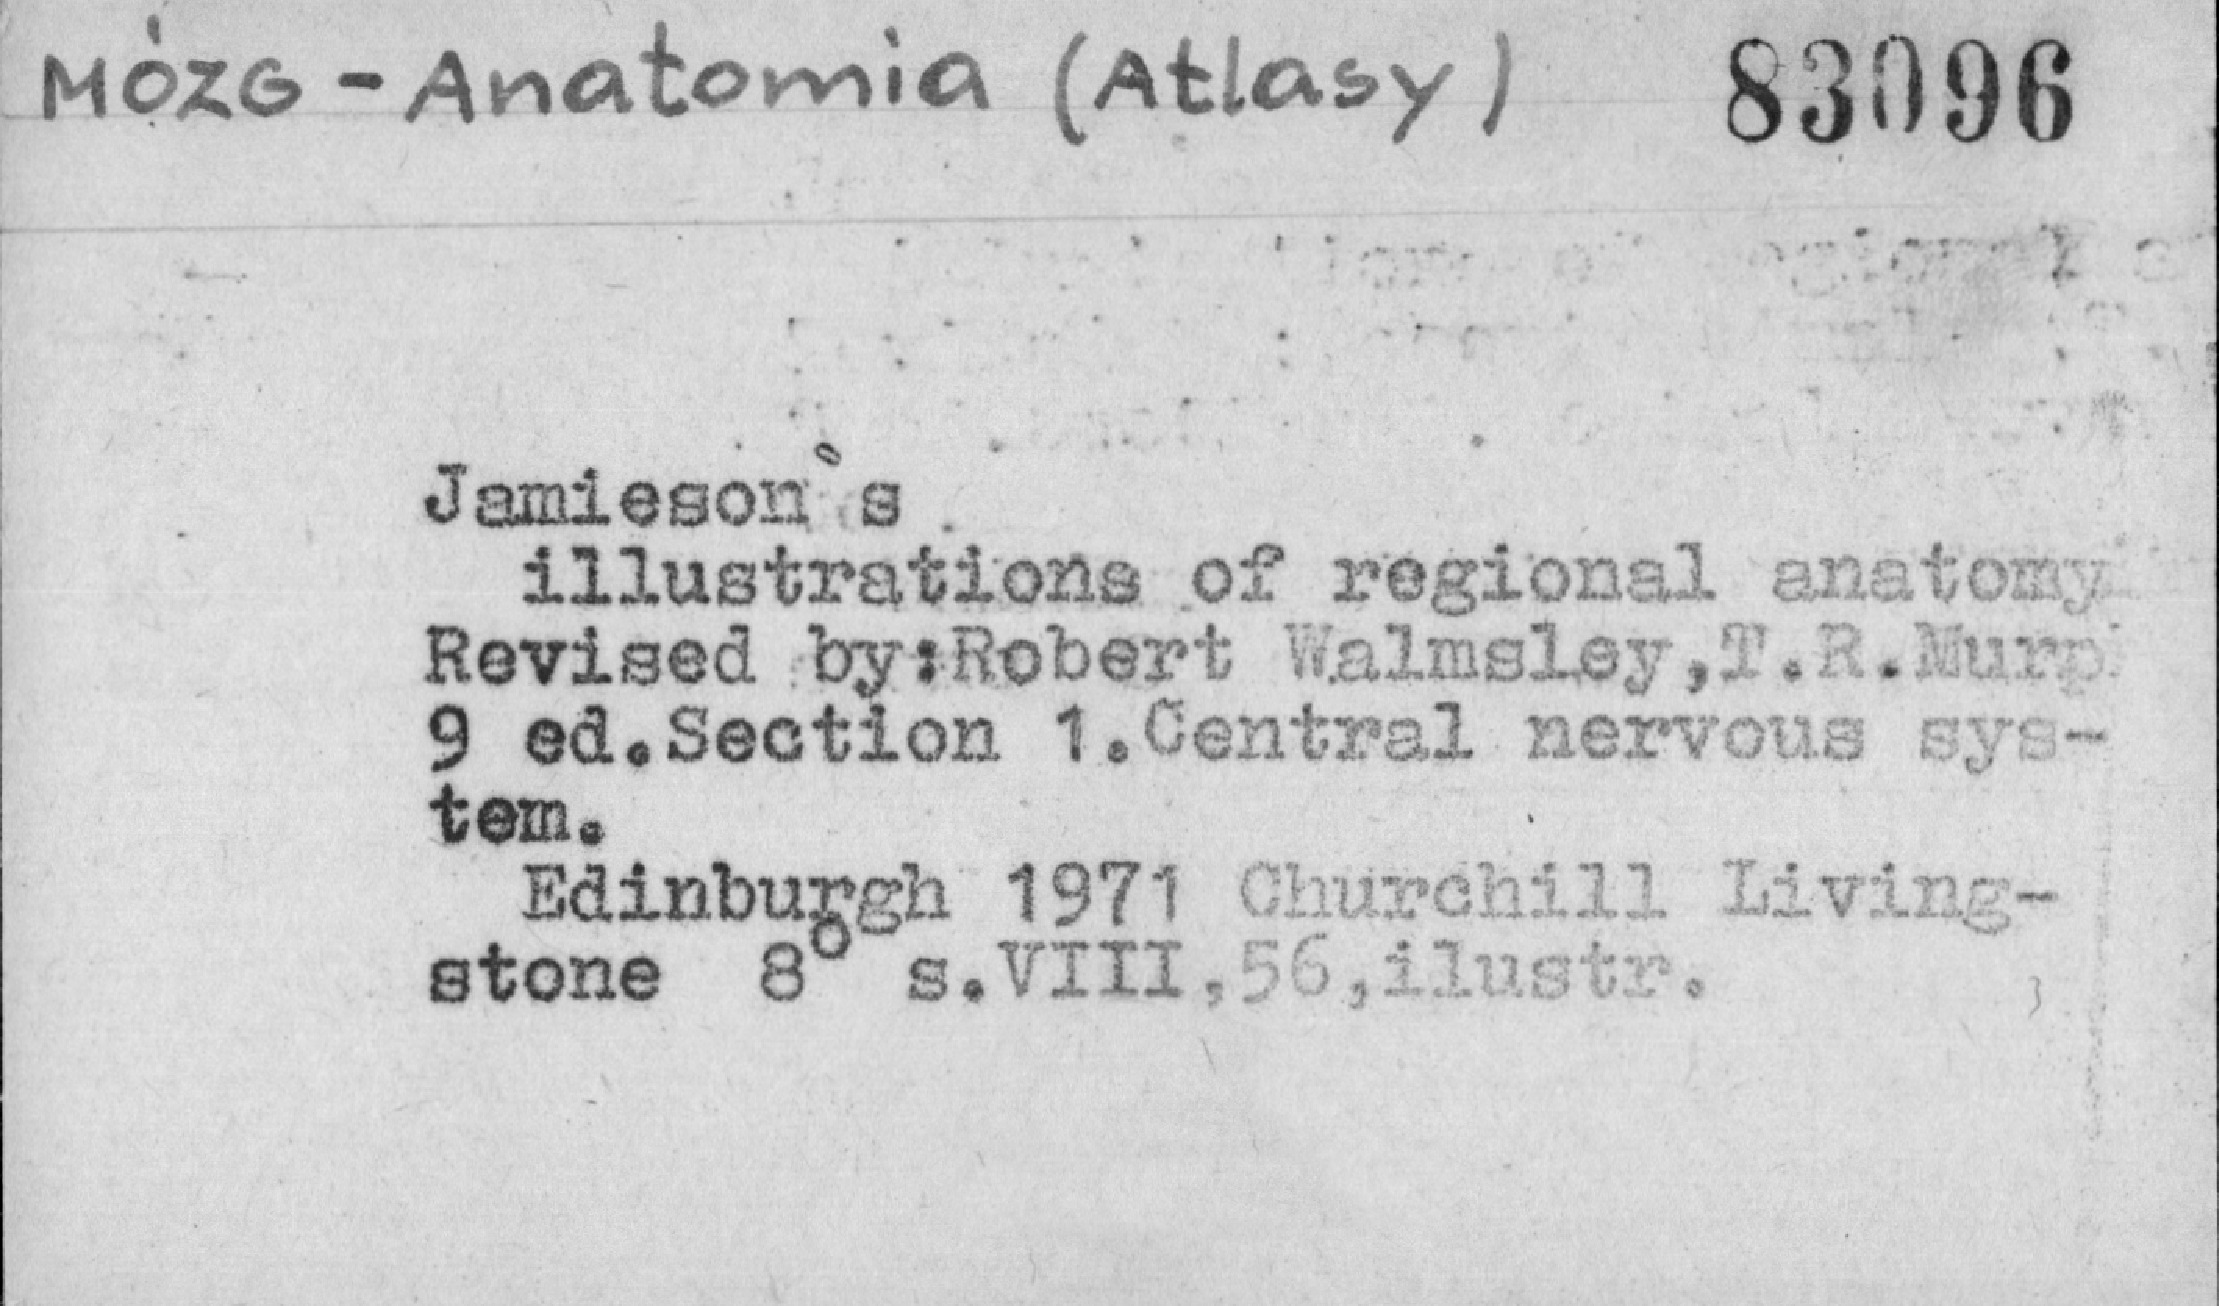 MÓZG - Anatomia (Atlasy) 83096
Jamieson`s
illustrations of regional anatomy
Revised by:Robert Walmsley,T.R.Murp
9 ed.Section 1.Central nervous sys-
tem.
Edinburgh 1971 Churchill Living-
stone 8° s.VIII,56,ilustr.